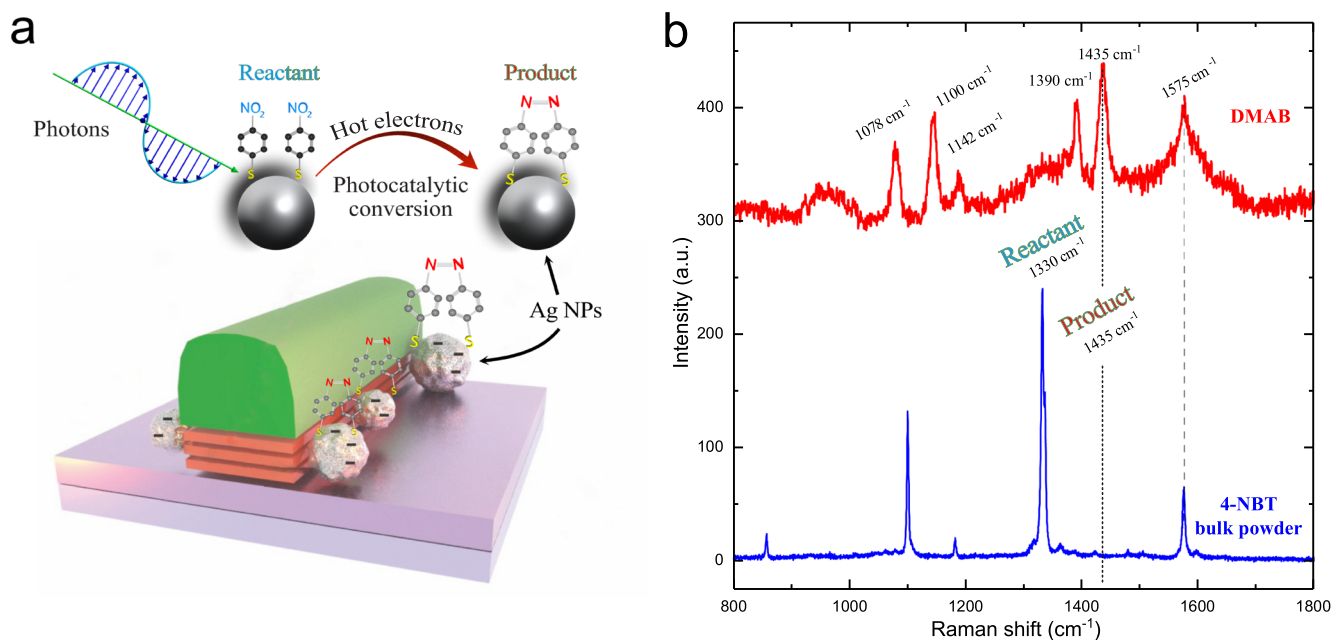 a
Reactant
Product
Photons
NO2
NO2
S
S
Hot electrons
Photocatalytic
conversion
N
N
S
S
N
N
S
S
N
N
S
N
N
S
S
Ag NPs
b
Intensity (a.u.)
400
300
200
100
0
1078 cm-1
1100 cm-1
1142 cm-1
1390 cm-1
1435 cm-1
1575 cm-1
DMAB
Reactant
1330 cm-1
Product
1435 cm-1
4-NBT
bulk powder
800
1000
1200
1400
1600
1800
Raman shift (cm-1)